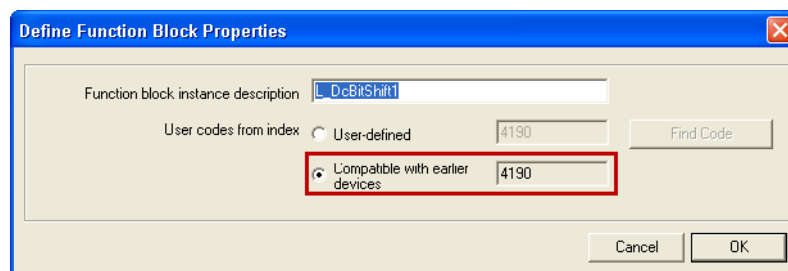 Define Function Block Properties
Function block instance description L_DcBitShift1
User codes from index User-defined 4190 Find Code
Compatible with earlier devices 4190
Cancel OK